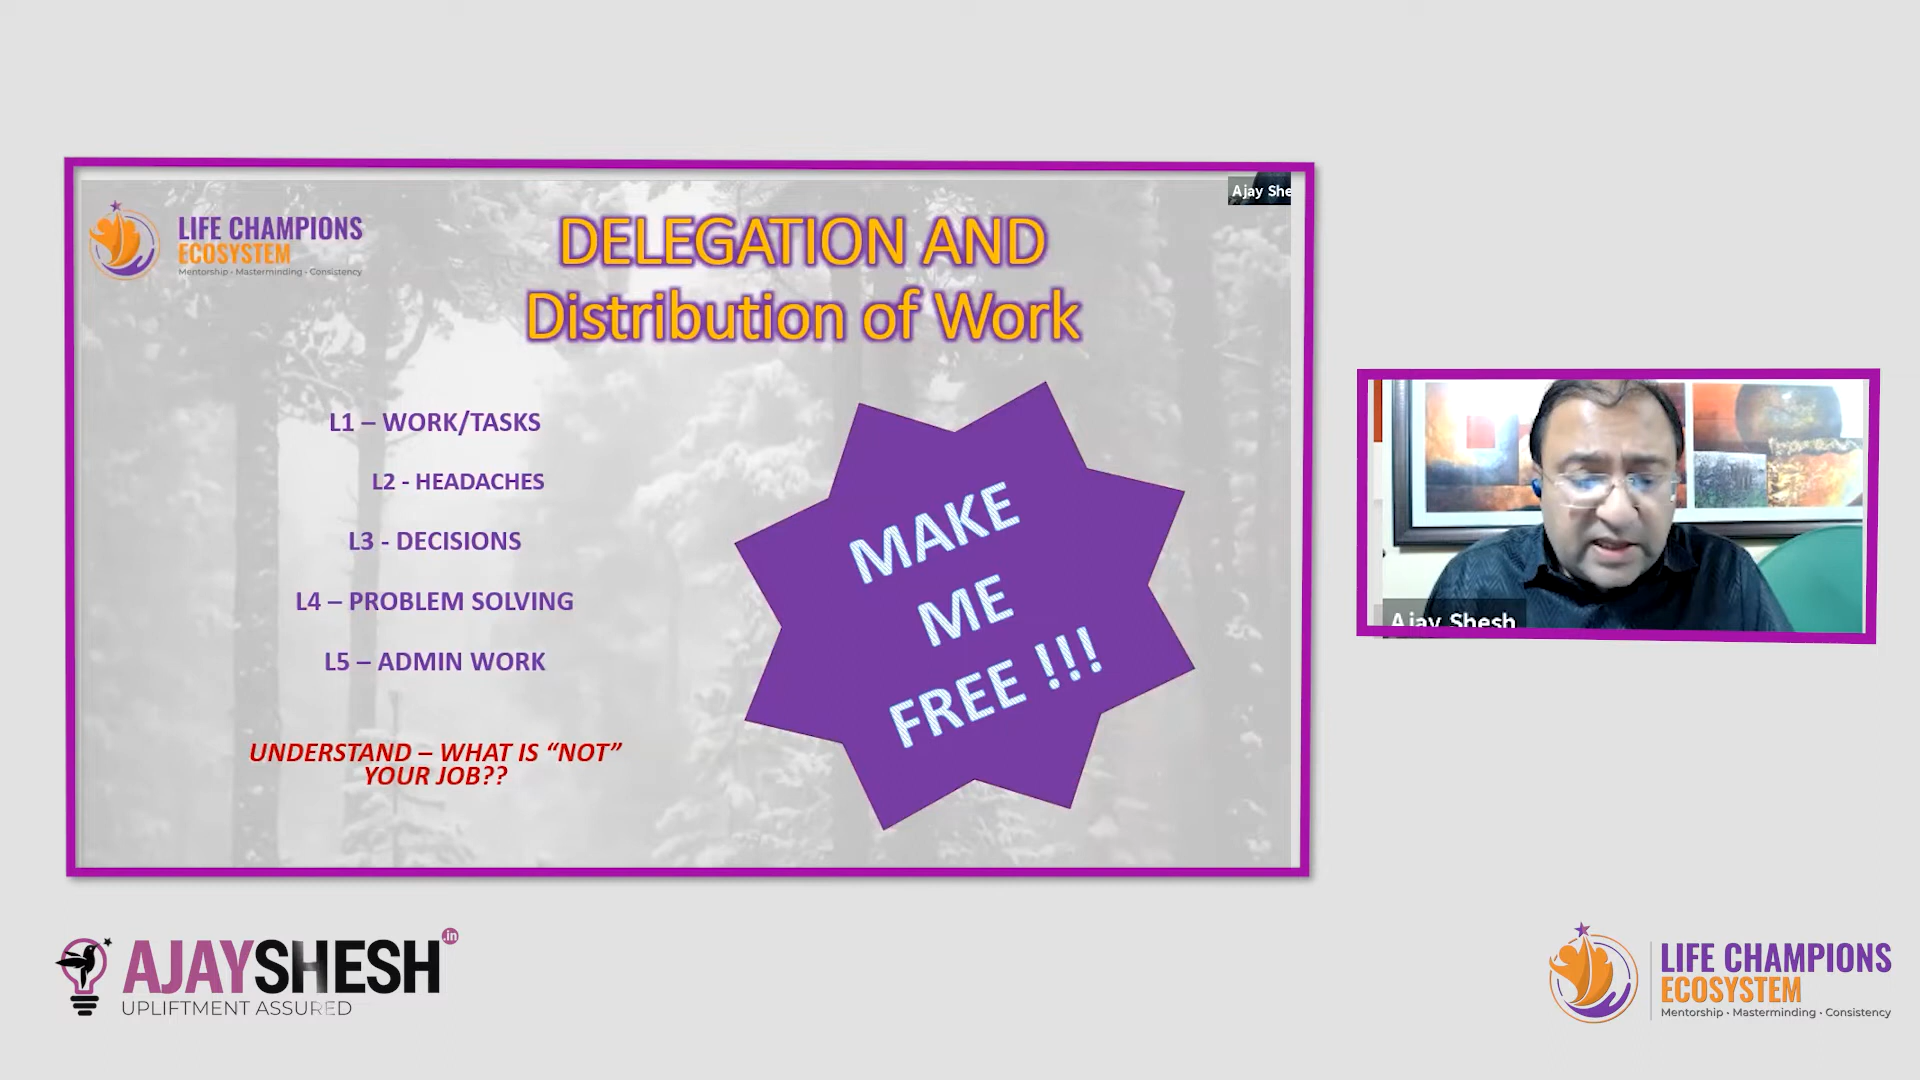 LIFE CHAMPIONS
ECOSYSTEM
Mentorship • Masterminding • Consistency
Ajay She
DELEGATION AND
Distribution of Work
L1 – WORK/TASKS
L2 - HEADACHES
L3 - DECISIONS
L4 – PROBLEM SOLVING
L5 – ADMIN WORK
UNDERSTAND – WHAT IS “NOT”
YOUR JOB??
MAKE
ME
FREE !!!
Ajay Shesh
AJAYSHESH.in
UPLIFTMENT ASSURED
LIFE CHAMPIONS
ECOSYSTEM
Mentorship • Masterminding • Consistency